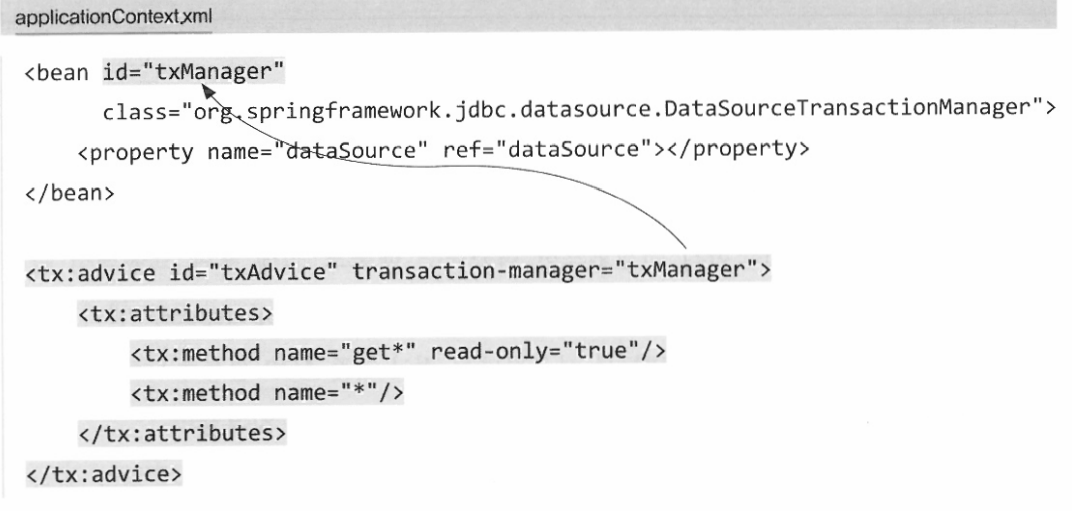 applicationContext.xml
<bean id="txManager"
class="org.springframework.jdbc.datasource.DataSourceTransactionManager">
<property name="dataSource" ref="dataSource"></property>
</bean>
<tx:advice id="txAdvice" transaction-manager="txManager">
<tx:attributes>
<tx:method name="get*" read-only="true"/>
<tx:method name="*"/>
</tx:attributes>
</tx:advice>